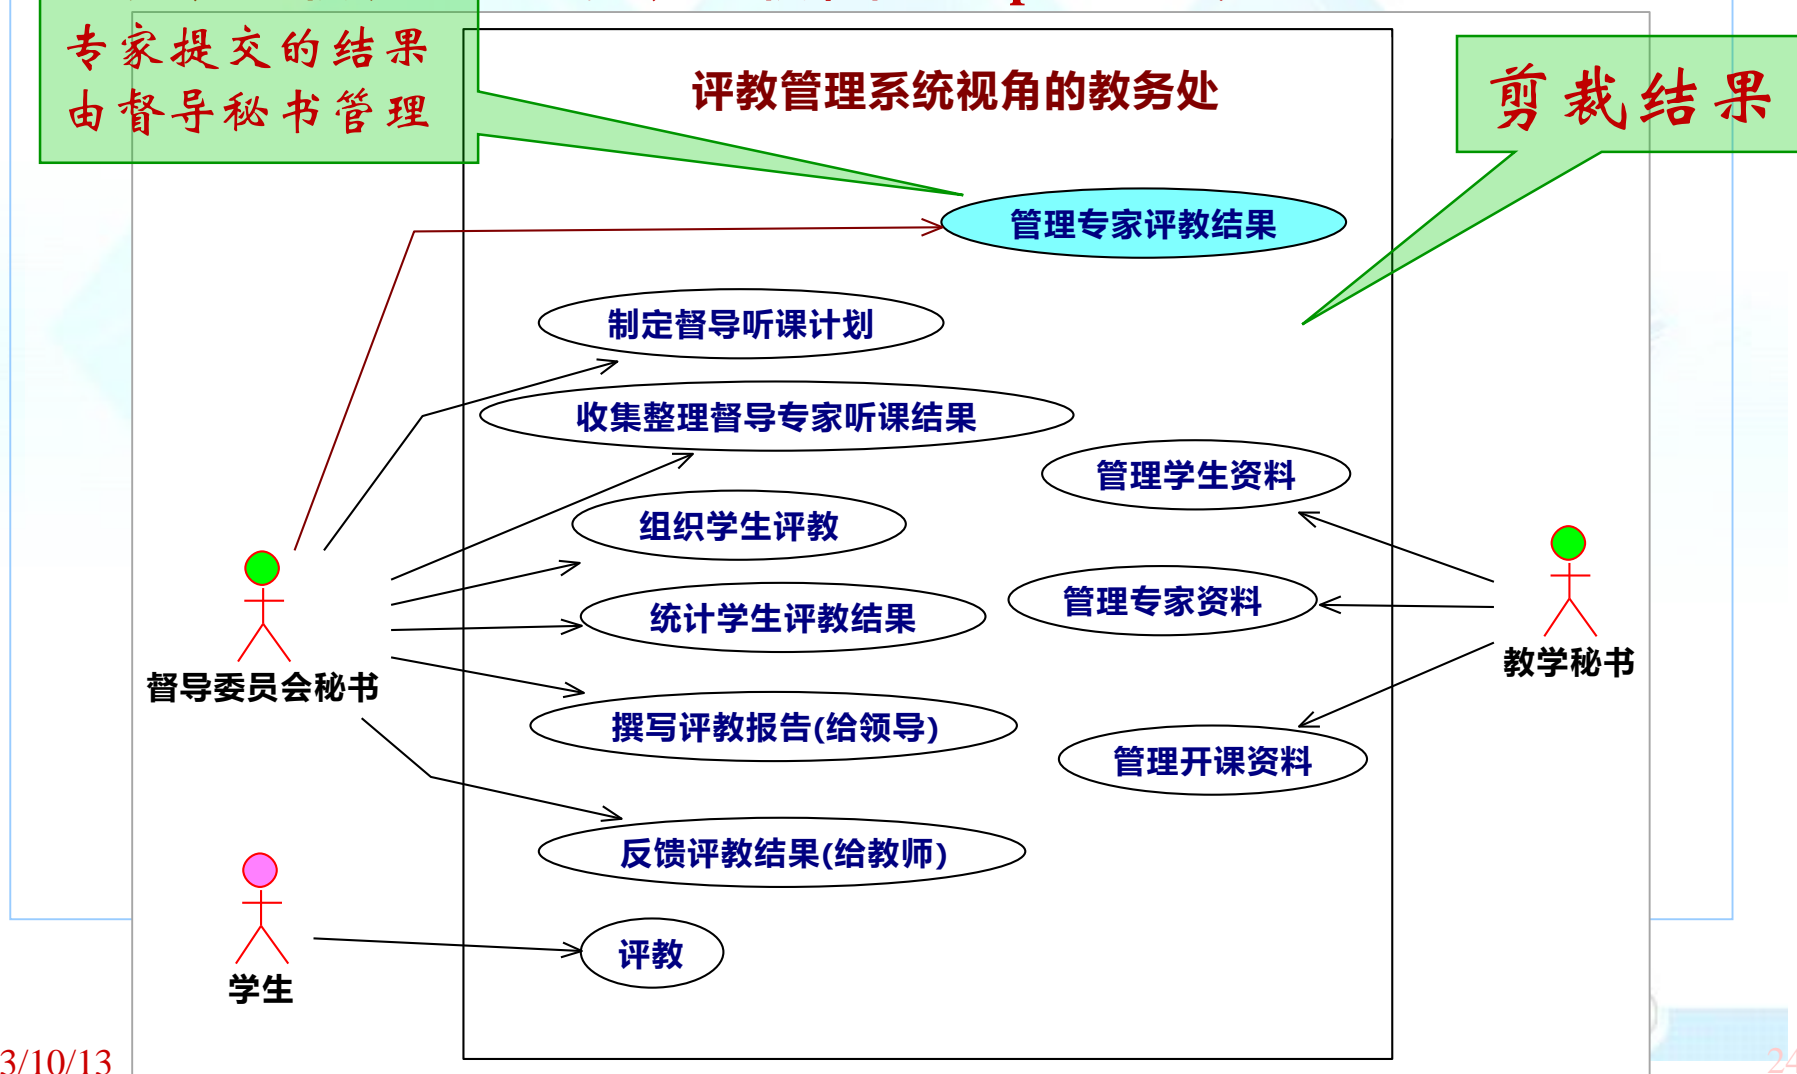 专家提交的结果
由督导秘书管理
评教管理系统视角的教务处
剪裁结果
管理专家评教结果
制定督导听课计划
收集整理督导专家听课结果
管理学生资料
组织学生评教
管理专家资料
统计学生评教结果
督导委员会秘书
教学秘书
撰写评教报告(给领导)
管理开课资料
反馈评教结果(给教师)
评教
学生
3/10/13
24